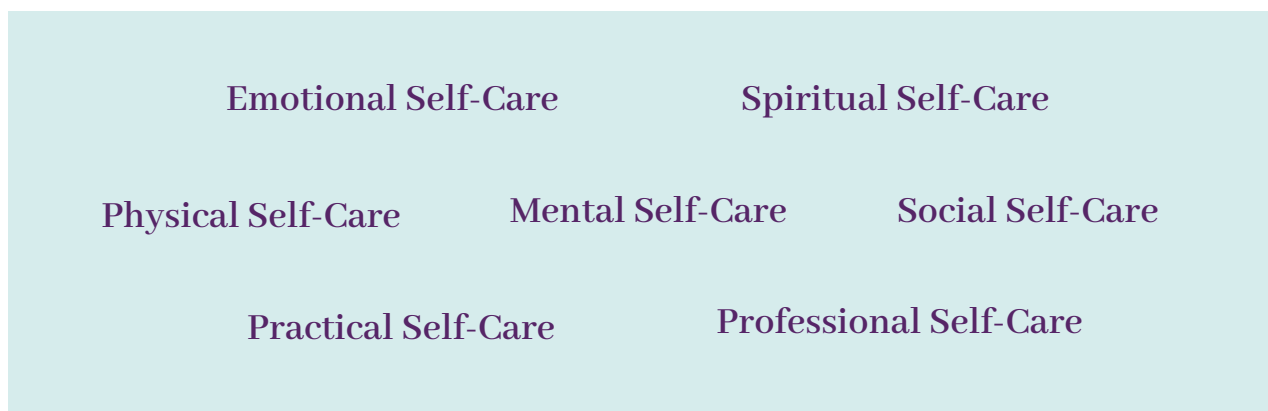 Emotional Self-Care
Spiritual Self-Care
Physical Self-Care
Mental Self-Care
Social Self-Care
Practical Self-Care
Professional Self-Care